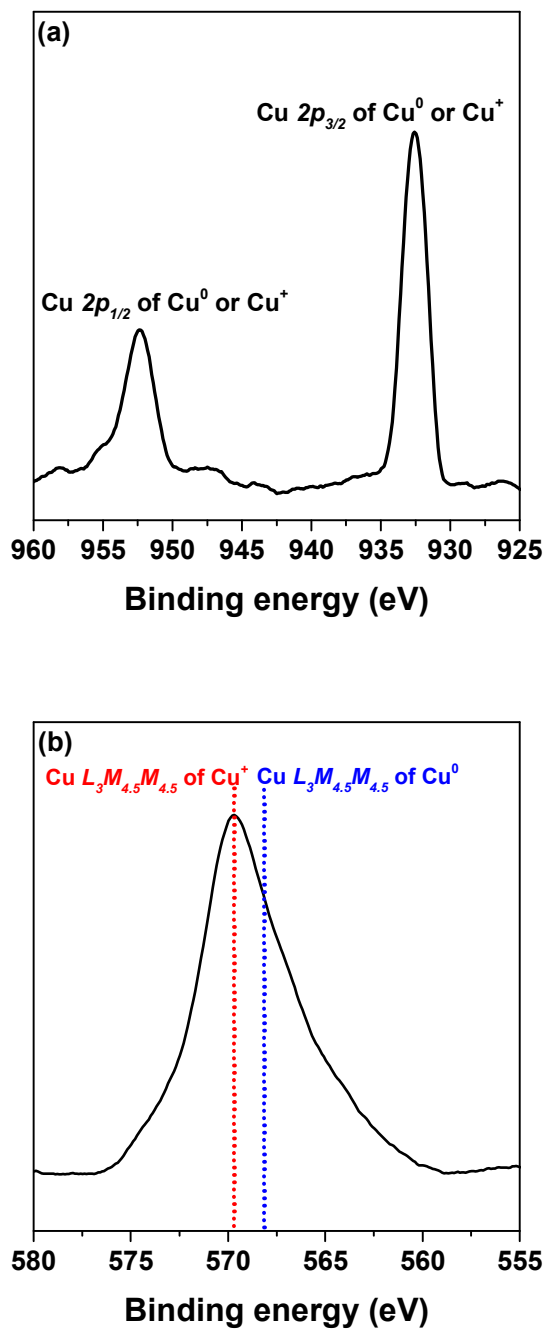 (a)
Cu 2p3/2 of Cu0 or Cu+
Cu 2p1/2 of Cu0 or Cu+
960 955 950 945 940 935 930 925
Binding energy (eV)
(b)
Cu L3M4.5M4.5 of Cu+ Cu L3M4.5M4.5 of Cu0
580 575 570 565 560 555
Binding energy (eV)